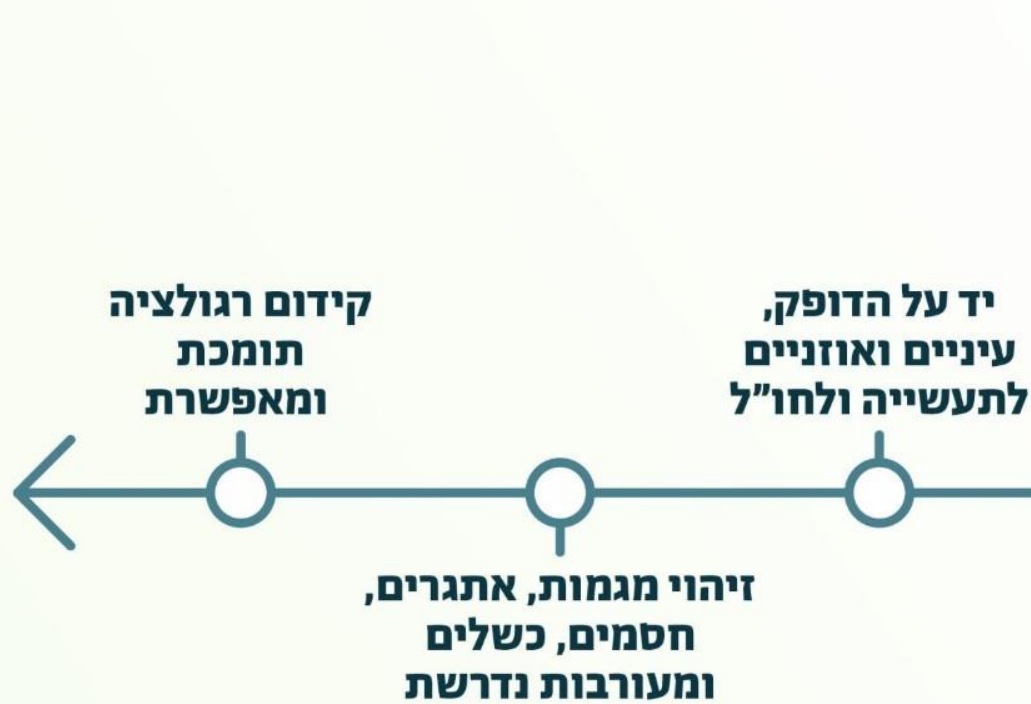 יד על הדופק,
עיניים ואוזניים
לתעשייה ולחו״ל
זיהוי מגמות, אתגרים,
חסמים, כשלים
ומעורבות נדרשת
קידום רגולציה
תומכת
ומאפשרת